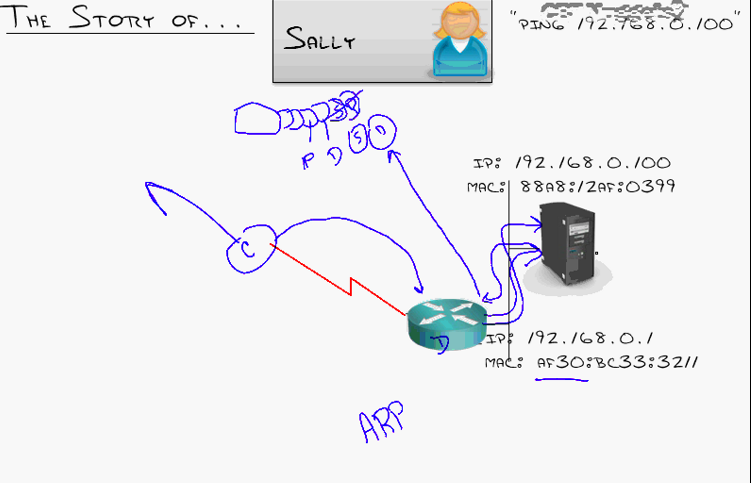 THE STORY OF...
SALLY
"PING 192.168.0.100"
P D S D
IP: 192.168.0.100
MAC: 88A8:12AF:0399
C
D
IP: 192.168.0.1
MAC: AF30:BC33:3211
ARP